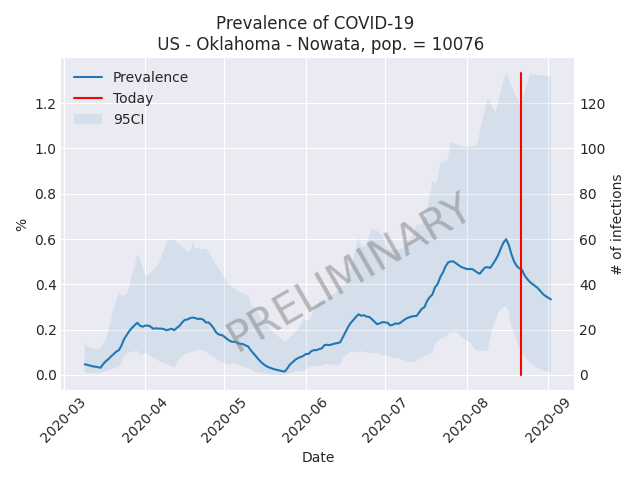 Prevalence of COVID-19
US - Oklahoma - Nowata, pop. = 10076
Prevalence
Today
95CI
PRELIMINARY
%
1.2
1.0
0.8
0.6
0.4
0.2
0.0
120
100
80
60
40
20
0
# of infections
2020-03
2020-04
2020-05
2020-06
2020-07
2020-08
2020-09
Date